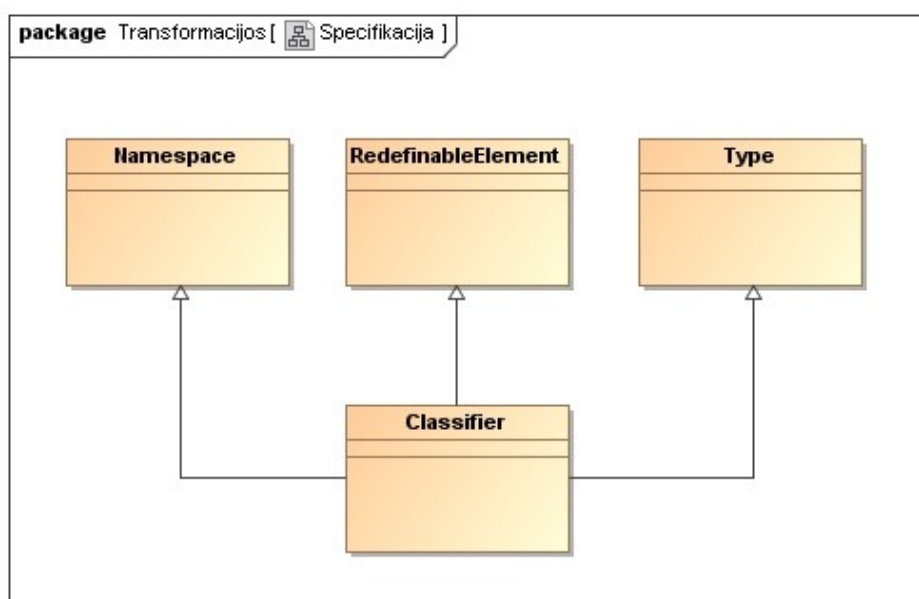 package Transformacijos [ Specifikacija ]
Namespace RedefinableElement Type
Classifier